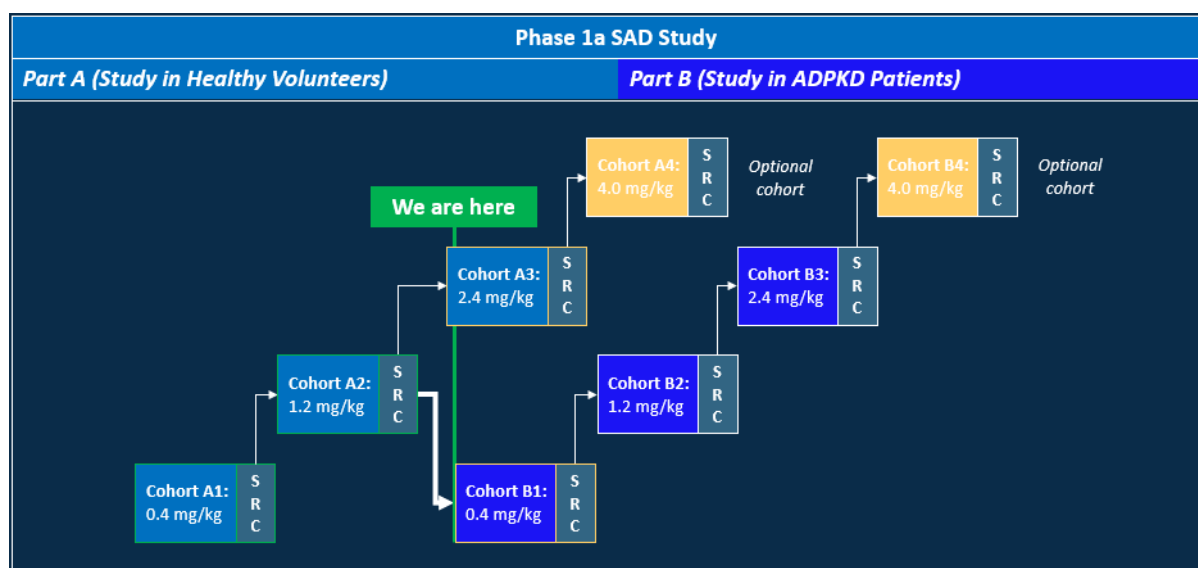 Phase 1a SAD Study
Part A (Study in Healthy Volunteers)
Part B (Study in ADPKD Patients)
Cohort A4:
4.0 mg/kg
S
R
C
Optional
cohort
Cohort B4:
4.0 mg/kg
S
R
C
Optional
cohort
We are here
Cohort A3:
2.4 mg/kg
S
R
C
Cohort B3:
2.4 mg/kg
S
R
C
Cohort A2:
1.2 mg/kg
S
R
C
Cohort B2:
1.2 mg/kg
S
R
C
Cohort A1:
0.4 mg/kg
S
R
C
Cohort B1:
0.4 mg/kg
S
R
C